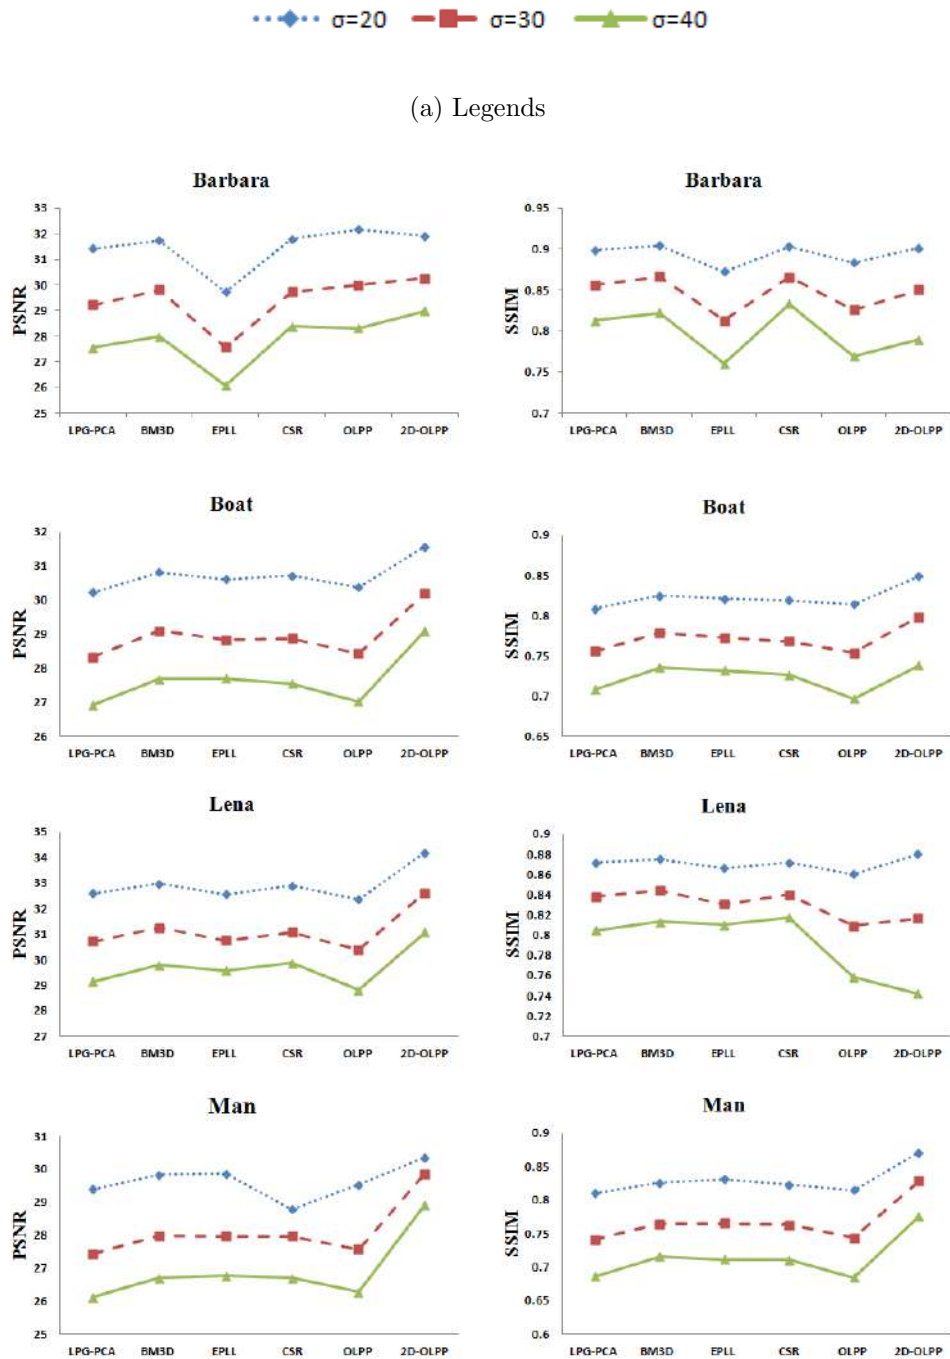 σ=20 σ=30 σ=40
(a) Legends
Barbara
33
32
31
30
29
28
27
26
25
PSNR
LPG-PCA BM3D EPLL CSR OLPP 2D-OLPP
Barbara
0.95
0.9
0.85
0.8
0.75
0.7
SSIM
LPG-PCA BM3D EPLL CSR OLPP 2D-OLPP
Boat
32
31
30
29
28
27
26
PSNR
LPG-PCA BM3D EPLL CSR OLPP 2D-OLPP
Boat
0.9
0.85
0.8
0.75
0.7
0.65
SSIM
LPG-PCA BM3D EPLL CSR OLPP 2D-OLPP
Lena
35
34
33
32
31
30
29
28
27
PSNR
LPG-PCA BM3D EPLL CSR OLPP 2D-OLPP
Lena
0.9
0.88
0.86
0.84
0.82
0.8
0.78
0.76
0.74
0.72
0.7
SSIM
LPG-PCA BM3D EPLL CSR OLPP 2D-OLPP
Man
31
30
29
28
27
26
25
PSNR
LPG-PCA BM3D EPLL CSR OLPP 2D-OLPP
Man
0.9
0.85
0.8
0.75
0.7
0.65
0.6
SSIM
LPG-PCA BM3D EPLL CSR OLPP 2D-OLPP